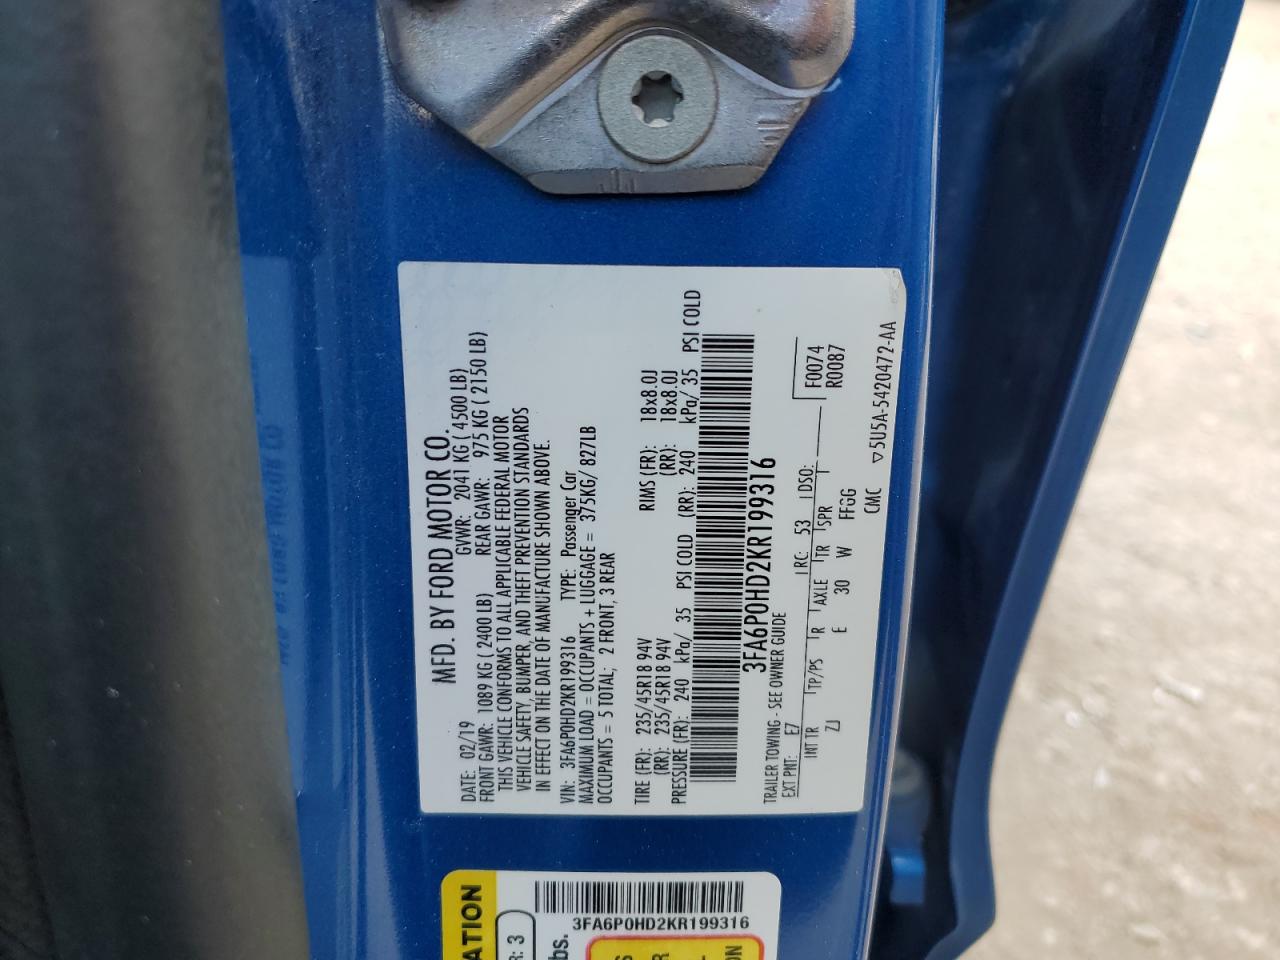 MFD. BY FORD MOTOR CO.
DATE: 02/19 GVWR: 2041 KG ( 4500 LB)
FRONT GAWR: 1089 KG ( 2400 LB) REAR GAWR: 975 KG ( 2150 LB)
THIS VEHICLE CONFORMS TO ALL APPLICABLE FEDERAL MOTOR
VEHICLE SAFETY, BUMPER, AND THEFT PREVENTION STANDARDS
IN EFFECT ON THE DATE OF MANUFACTURE SHOWN ABOVE.
VIN: 3FA6P0HD2KR199316 TYPE: Passenger Car
MAXIMUM LOAD = OCCUPANTS + LUGGAGE = 375KG/ 827LB
OCCUPANTS = 5 TOTAL; 2 FRONT, 3 REAR
TIRE (FR): 235/45R18 94V RIMS (FR): 18x8.0J
(RR): 235/45R18 94V (RR): 18x8.0J
PRESSURE (FR): 240 kPa/ 35 PSI COLD (RR): 240 kPa/ 35 PSI COLD
3FA6P0HD2KR199316
TRAILER TOWING - SEE OWNER GUIDE
EXT PNT: E7 RC: 53 DSO: F0074
R0087
INT TR TP/PS R AXLE TR SPR
ZJ E 30 W FFGG
CMC ▽5U5A-5420472-AA
3FA6P0HD2KR199316
ATION
R: 3
bs.